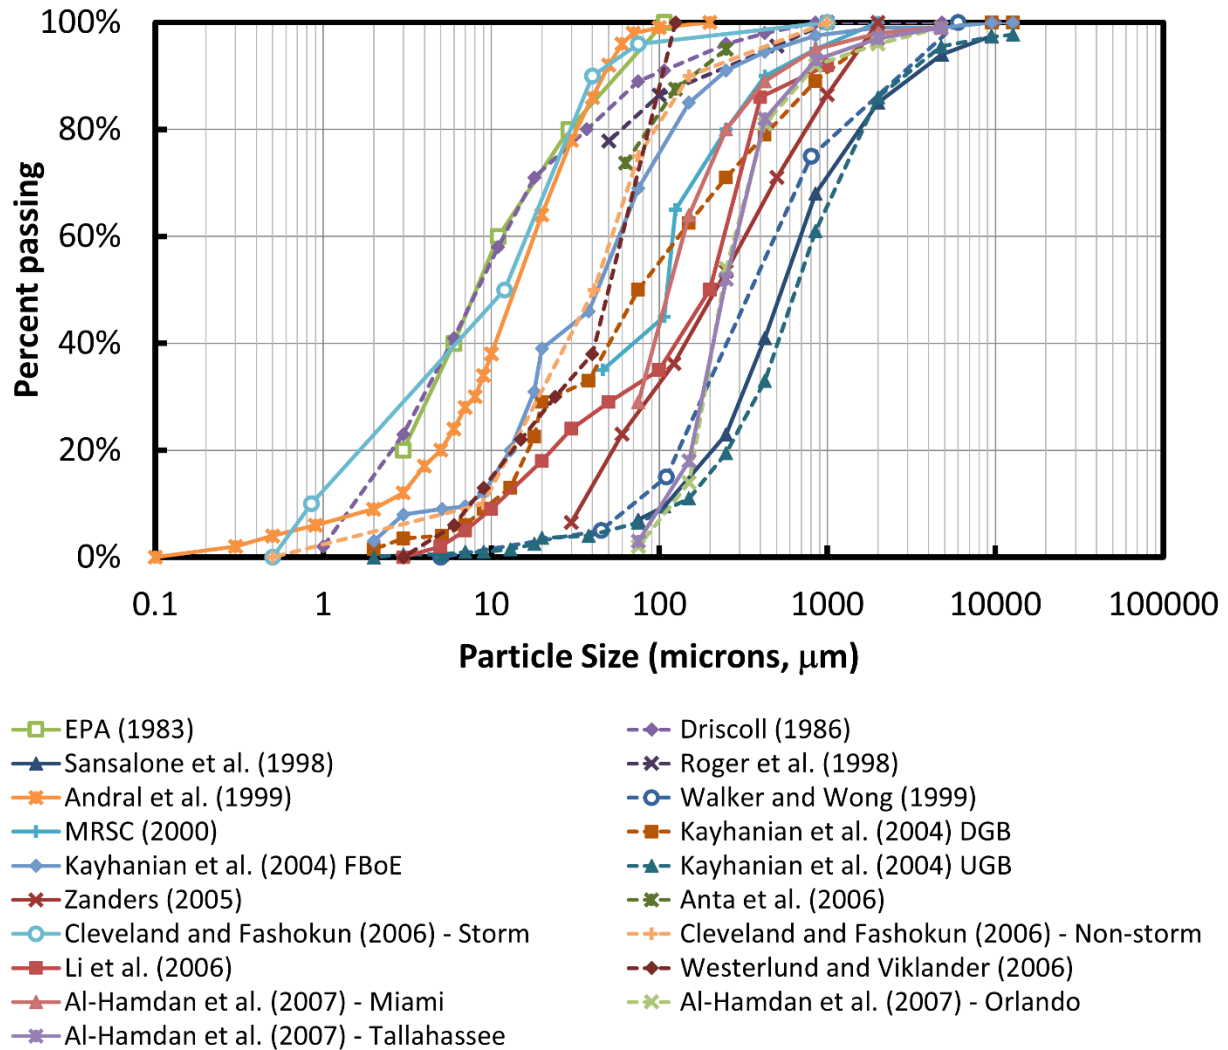 100%
80%
60%
40%
20%
0%
Percent passing
0.1 1 10 100 1000 10000 100000
Particle Size (microns, μm)
EPA (1983) Driscoll (1986)
Sansalone et al. (1998) Roger et al. (1998)
Andral et al. (1999) Walker and Wong (1999)
MRSC (2000) Kayhanian et al. (2004) DGB
Kayhanian et al. (2004) FBoE Kayhanian et al. (2004) UGB
Zanders (2005) Anta et al. (2006)
Cleveland and Fashokun (2006) - Storm Cleveland and Fashokun (2006) - Non-storm
Li et al. (2006) Westerlund and Viklander (2006)
Al-Hamdan et al. (2007) - Miami Al-Hamdan et al. (2007) - Orlando
Al-Hamdan et al. (2007) - Tallahassee